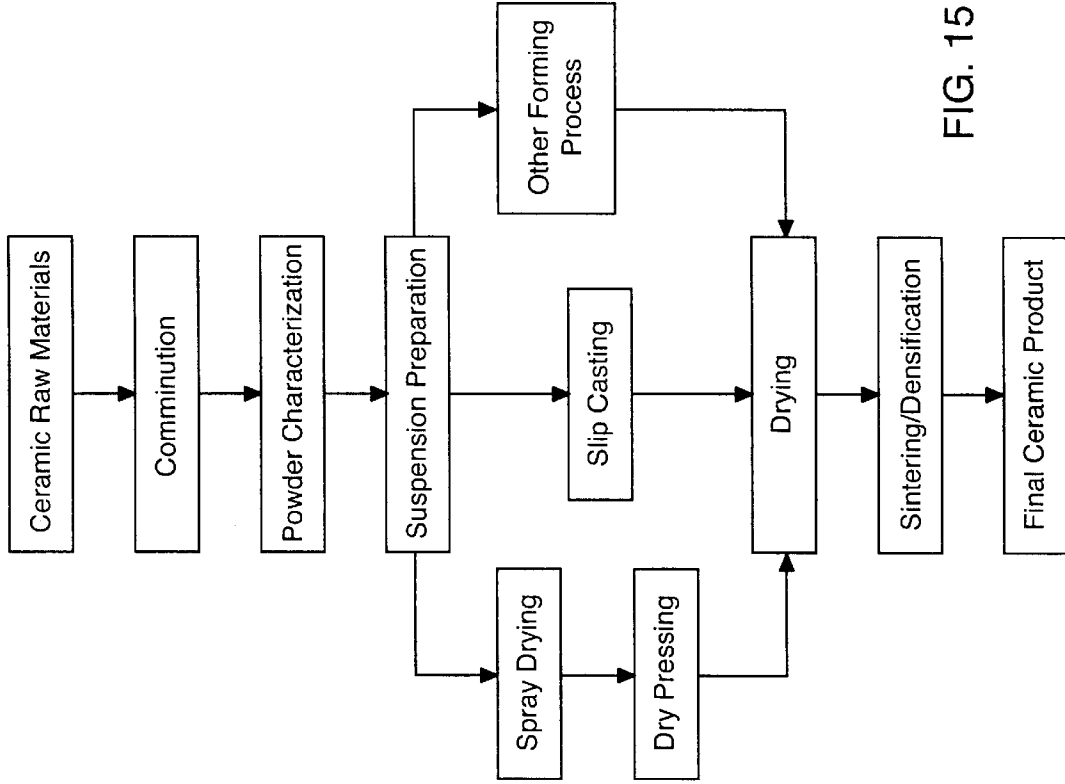 Ceramic Raw Materials
Comminution
Powder Characterization
Suspension Preparation
Spray Drying
Dry Pressing
Slip Casting
Other Forming
Process
Drying
Sintering/Densification
Final Ceramic Product
FIG. 15